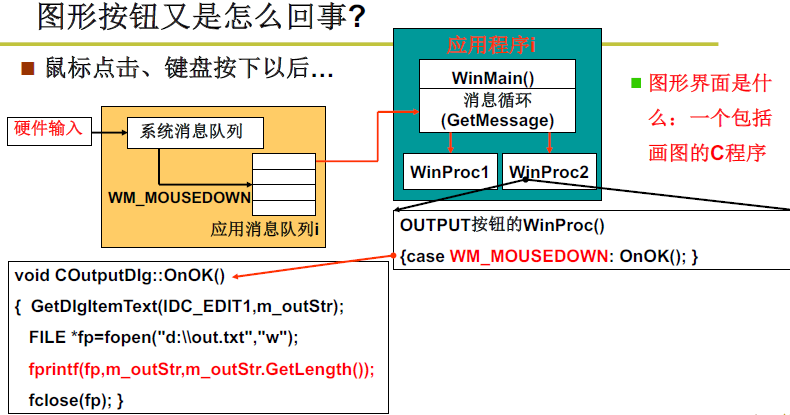 图形按钮又是怎么回事?
鼠标点击、键盘按下以后…
硬件输入
系统消息队列
WM_MOUSEDOWN
应用消息队列i
应用程序i
WinMain()
消息循环
(GetMessage)
WinProc1
WinProc2
图形界面是什
么：一个包括
画图的C程序
OUTPUT按钮的WinProc()
{case WM_MOUSEDOWN: OnOK(); }
void COutputDlg::OnOK()
{ GetDlgItemText(IDC_EDIT1,m_outStr);
FILE *fp=fopen("d:\\out.txt","w");
fprintf(fp,m_outStr,m_outStr.GetLength());
fclose(fp); }